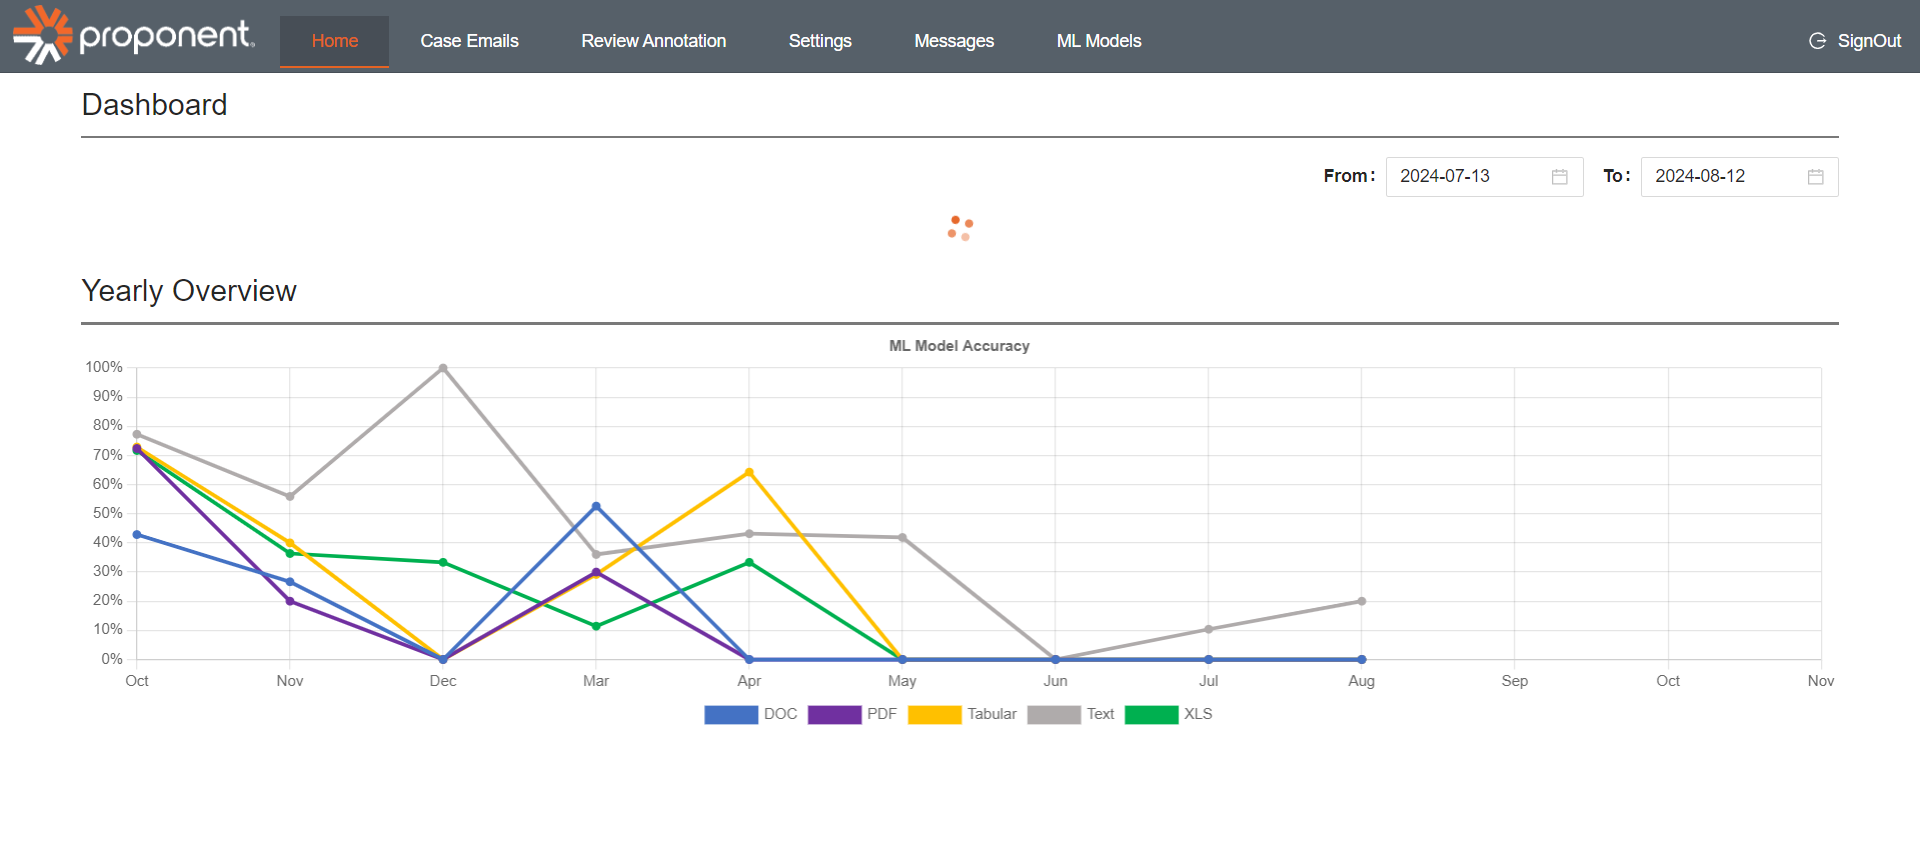 proponent
Home
Case Emails
Review Annotation
Settings
Messages
ML Models
SignOut
Dashboard
From: 2024-07-13
To: 2024-08-12
Yearly Overview
ML Model Accuracy
100%
90%
80%
70%
60%
50%
40%
30%
20%
10%
0%
Oct Nov Dec Mar Apr May Jun Jul Aug Sep Oct Nov
DOC PDF Tabular Text XLS